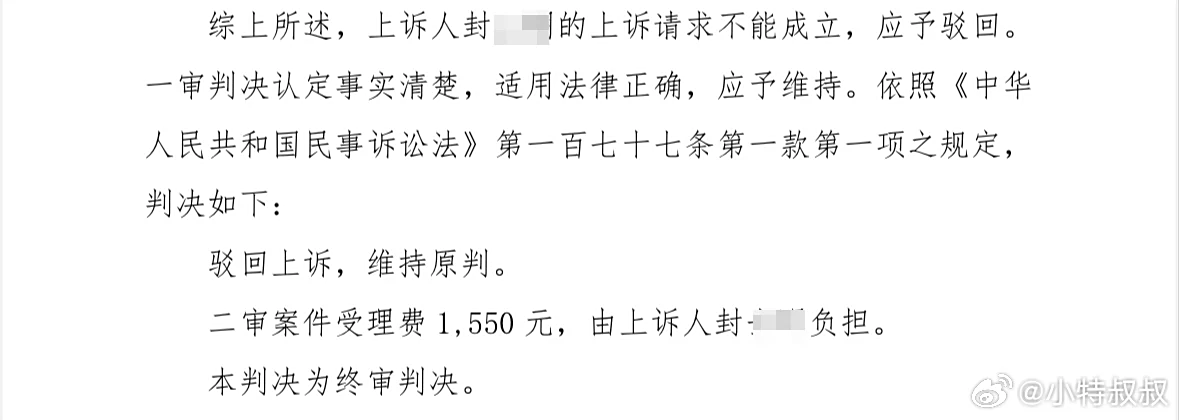 综上所述，上诉人封的上诉请求不能成立，应予驳回。
一审判决认定事实清楚，适用法律正确，应予维持。依照《中华
人民共和国民事诉讼法》第一百七十七条第一款第一项之规定，
判决如下：
驳回上诉，维持原判。
二审案件受理费 1,550 元，由上诉人封负担。
本判决为终审判决。
@小特叔叔